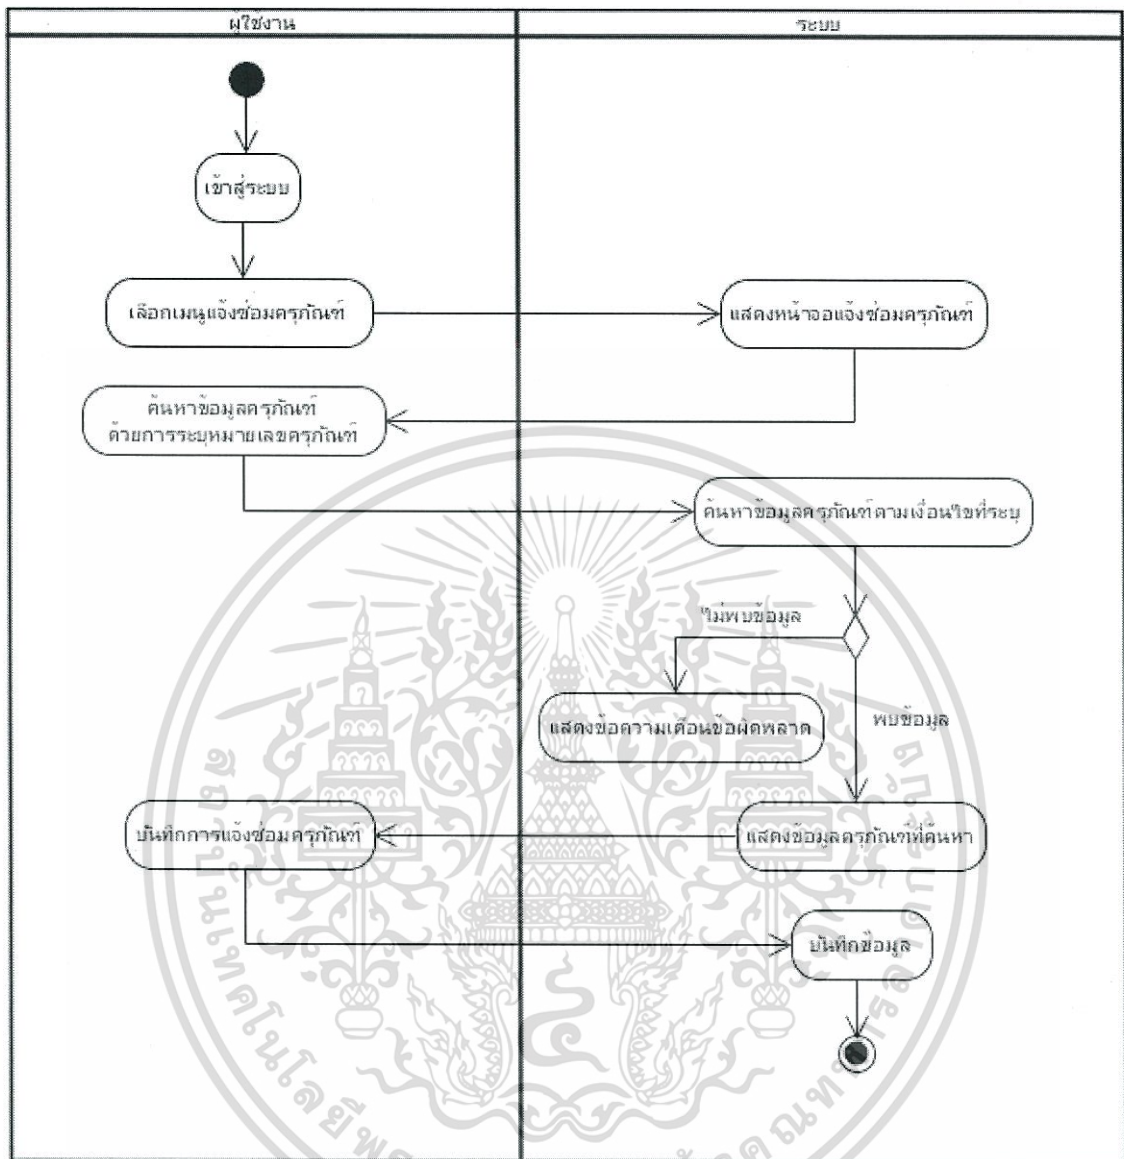 ผู้ใช้งาน
ระบบ
เข้าสู่ระบบ
เลือกเมนูแจ้งซ่อมครุภัณฑ์
แสดงหน้าจอแจ้งซ่อมครุภัณฑ์
ค้นหาข้อมูลครุภัณฑ์
ด้วยการระบุหมายเลขครุภัณฑ์
ค้นหาข้อมูลครุภัณฑ์ตามเงื่อนไขที่ระบุ
ไม่พบข้อมูล
แสดงข้อความเตือนข้อผิดพลาด
พบข้อมูล
บันทึกการแจ้งซ่อมครุภัณฑ์
แสดงข้อมูลครุภัณฑ์ที่ค้นหา
บันทึกข้อมูล